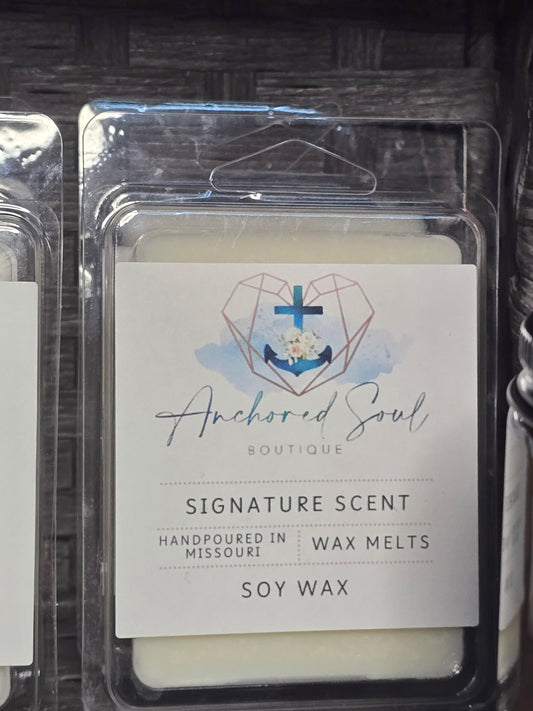 Anchored Soul
BOUTIQUE
SIGNATURE SCENT
HANDPOURED IN
MISSOURI
WAX MELTS
SOY WAX